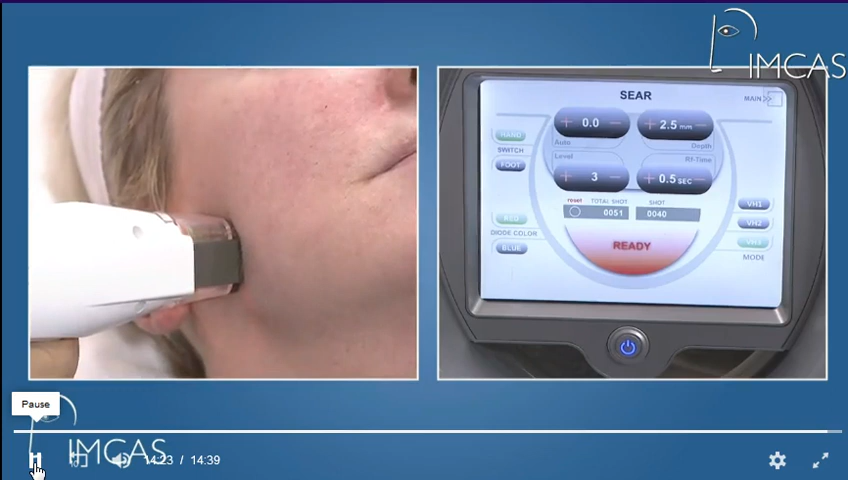 IMCAS
SEAR
MAIN>>
+ 0.0 −
+ 2.5 mm −
Auto
Depth
HAND
SWITCH
FOOT
Level
RF-Time
+ 3 −
+ 0.5 SEC −
reset TOTAL SHOT SHOT
0051 0040
RED
DIODE COLOR
BLUE
READY
VH1
VH2
VH3
MODE
Pause
IMCAS
14:23 / 14:39